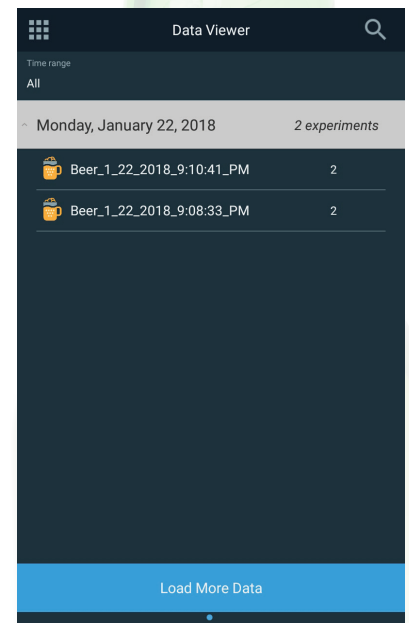 Data Viewer
Time range
All
Monday, January 22, 2018 2 experiments
Beer_1_22_2018_9:10:41_PM 2
Beer_1_22_2018_9:08:33_PM 2
Load More Data